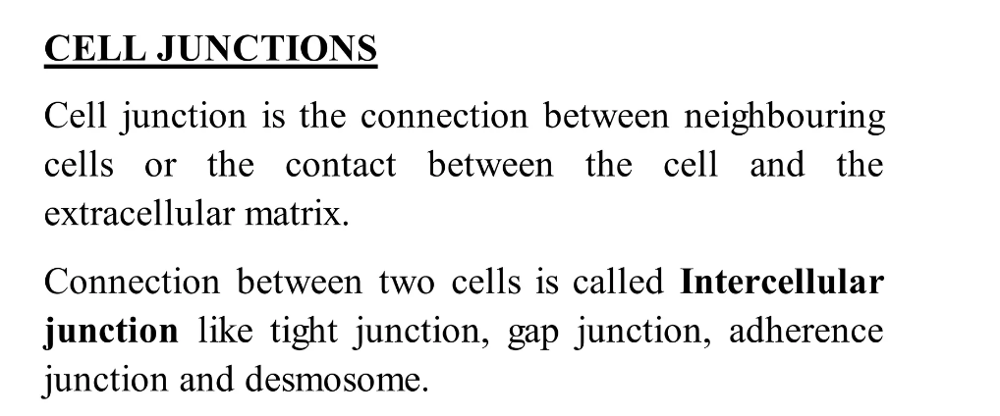 CELL JUNCTIONS
Cell junction is the connection between neighbouring
cells or the contact between the cell and the
extracellular matrix.
Connection between two cells is called Intercellular
junction like tight junction, gap junction, adherence
junction and desmosome.